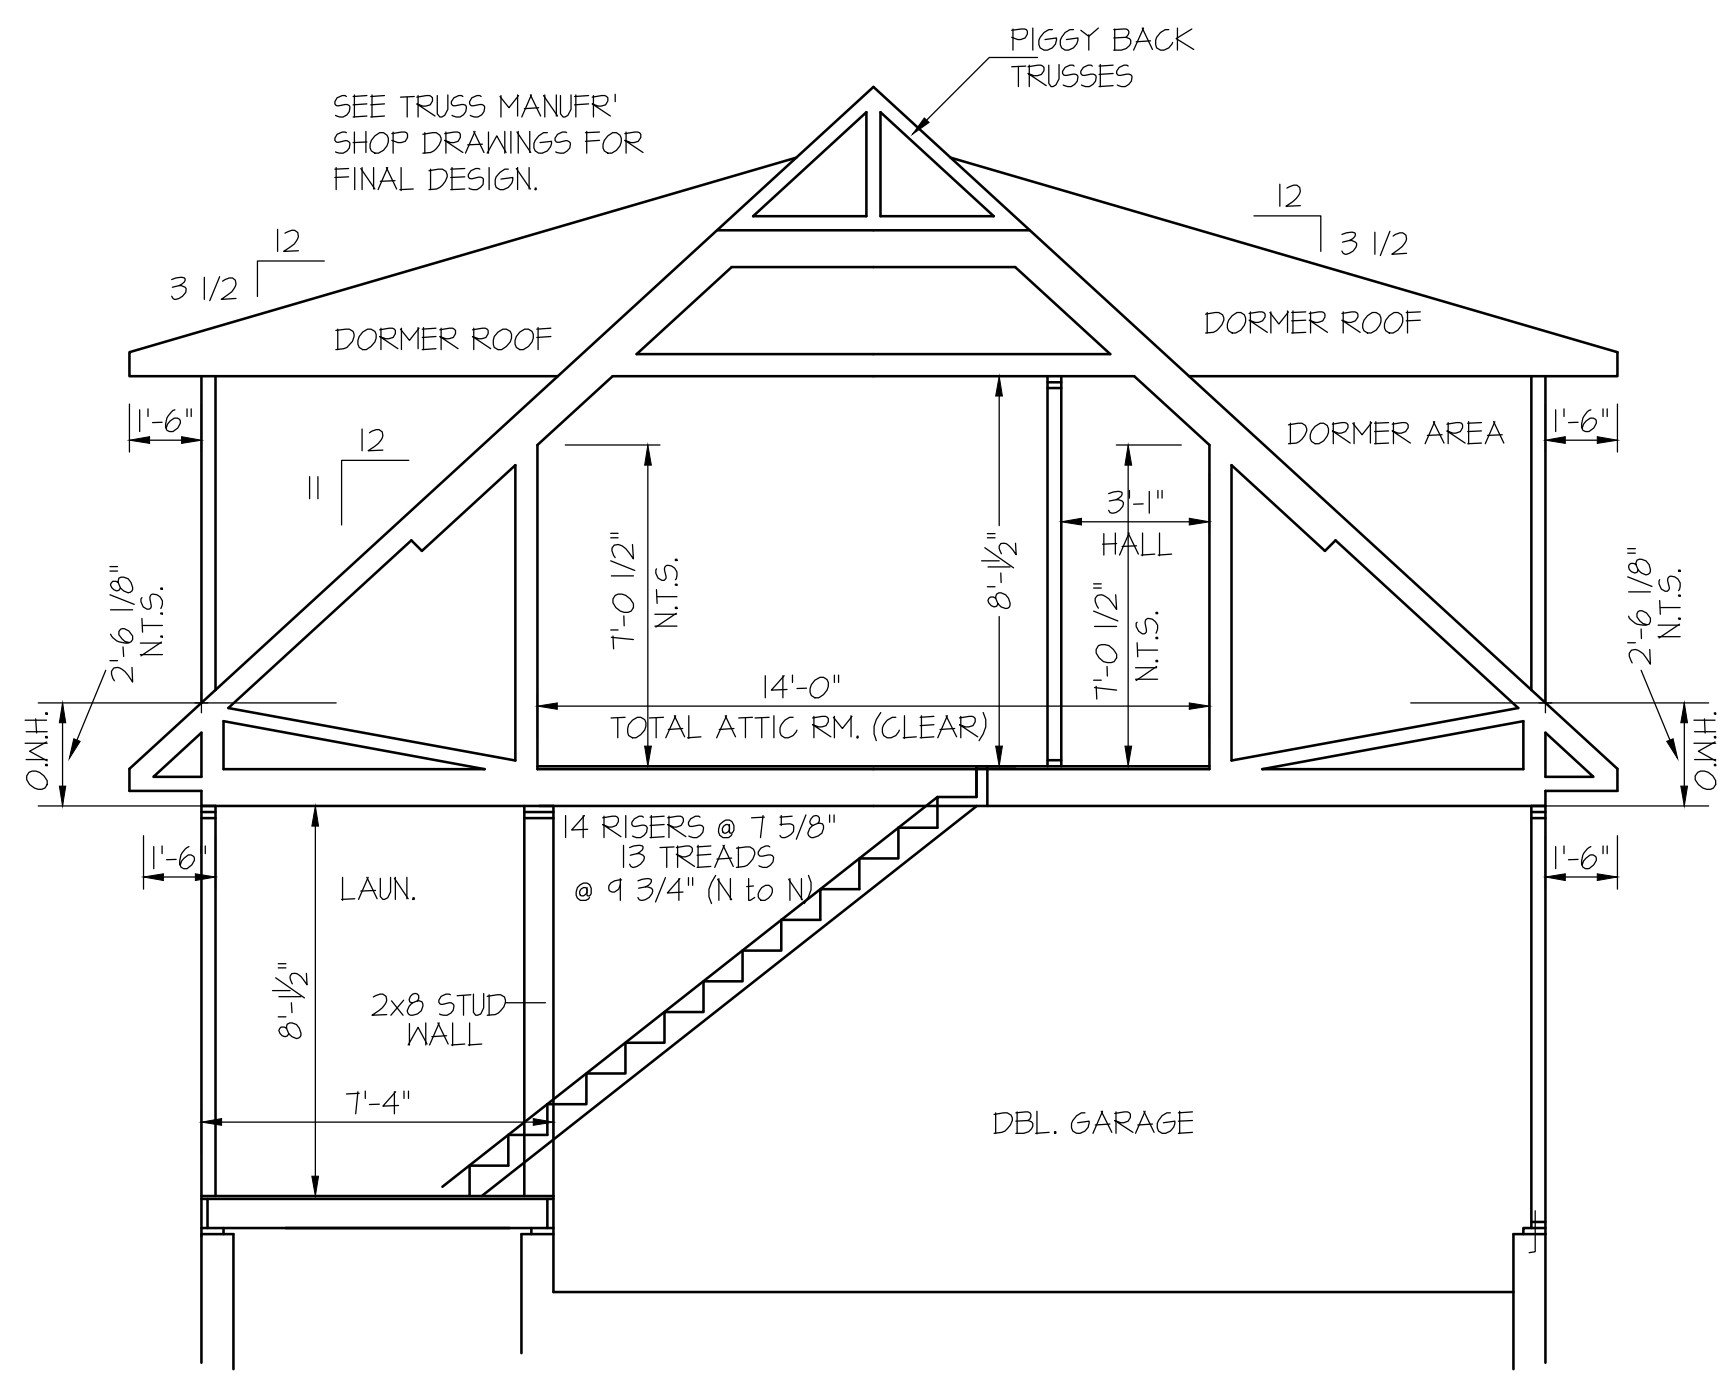 PIGGY BACK
TRUSSES
SEE TRUSS MANUFR'
SHOP DRAWINGS FOR
FINAL DESIGN.
12
3 1/2
12
3 1/2
DORMER ROOF
DORMER ROOF
1'-6"
1'-6"
12
11
DORMER AREA
3'-1"
HALL
7'-0 1/2"
N.T.S.
8'-1½"
7'-0 1/2"
N.T.S.
2'-6 1/8"
N.T.S.
2'-6 1/8"
N.T.S.
14'-0"
TOTAL ATTIC RM. (CLEAR)
O.W.H.
O.W.H.
14 RISERS @ 7 5/8"
13 TREADS
@ 9 3/4" (N to N)
1'-6"
1'-6"
LAUN.
8'-1½"
2x8 STUD
WALL
7'-4"
DBL. GARAGE